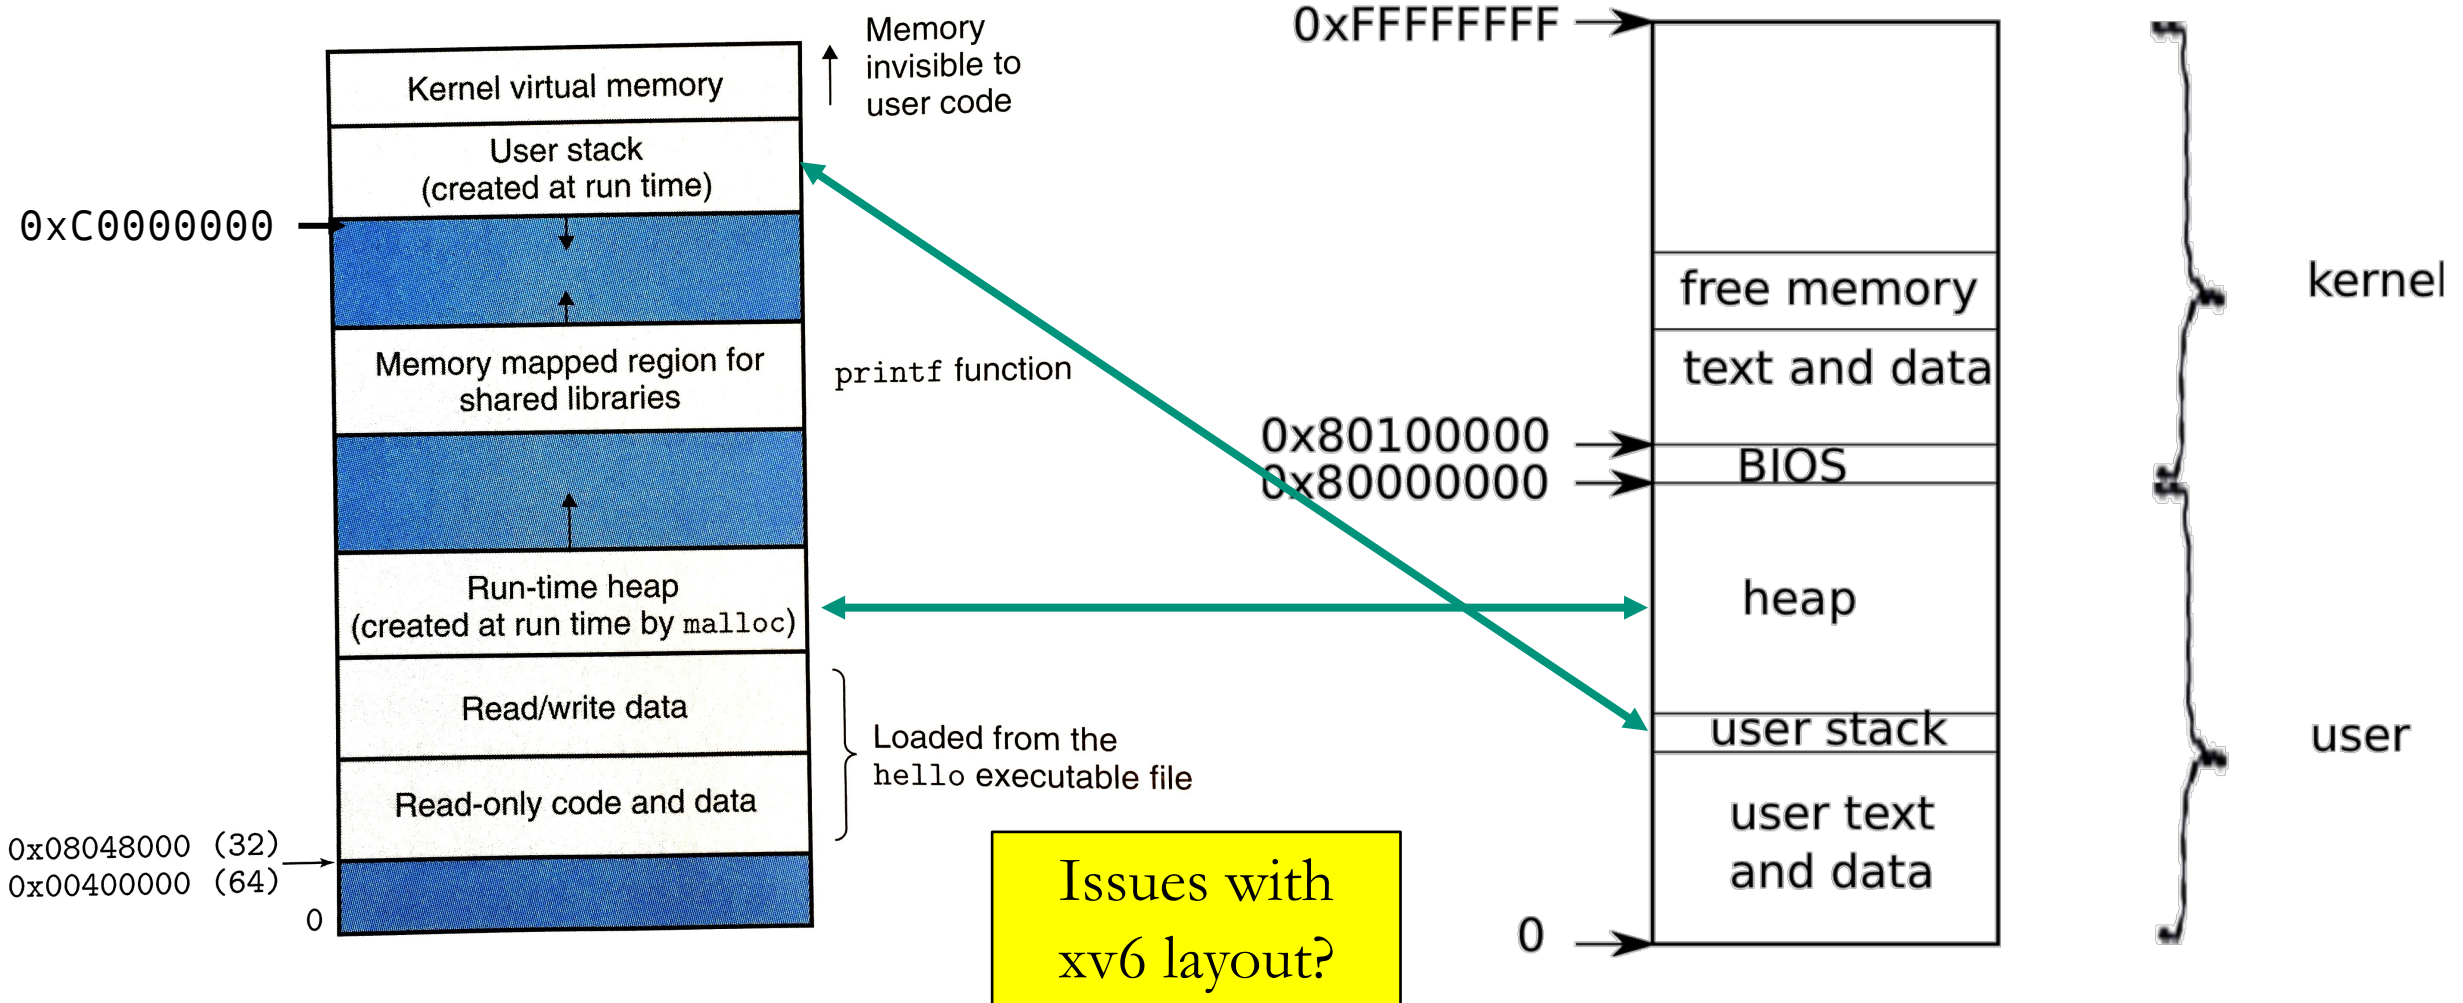 Memory
invisible to
user code
Kernel virtual memory
User stack
(created at run time)
0xC0000000
Memory mapped region for
shared libraries
printf function
Run-time heap
(created at run time by malloc)
Read/write data
Loaded from the
hello executable file
Read-only code and data
0x08048000 (32)
0x00400000 (64)
0
Issues with
xv6 layout?
0xFFFFFFFF
free memory
text and data
0x80100000
BIOS
0x80000000
heap
user stack
user text
and data
0
kernel
user